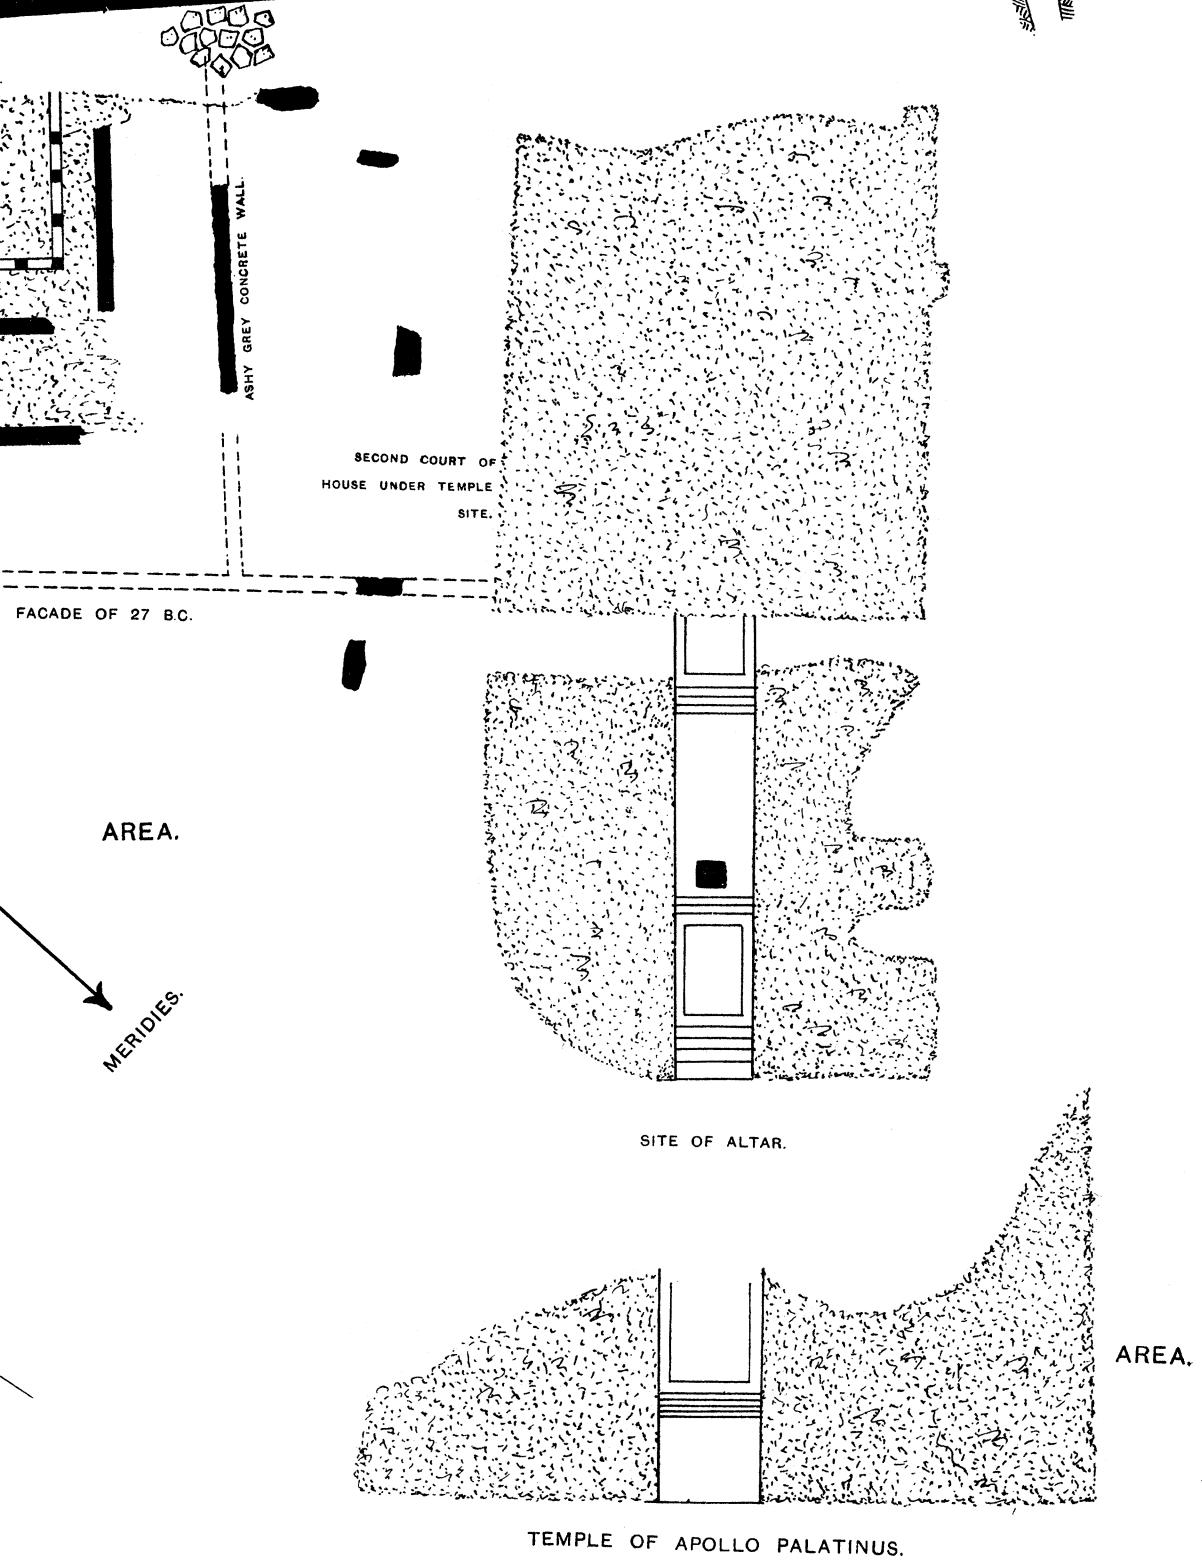 ASHY GREY CONCRETE WALL.
SECOND COURT OF
HOUSE UNDER TEMPLE
SITE.
FACADE OF 27 B.C.
AREA.
MERIDIES.
SITE OF ALTAR.
AREA.
TEMPLE OF APOLLO PALATINUS.